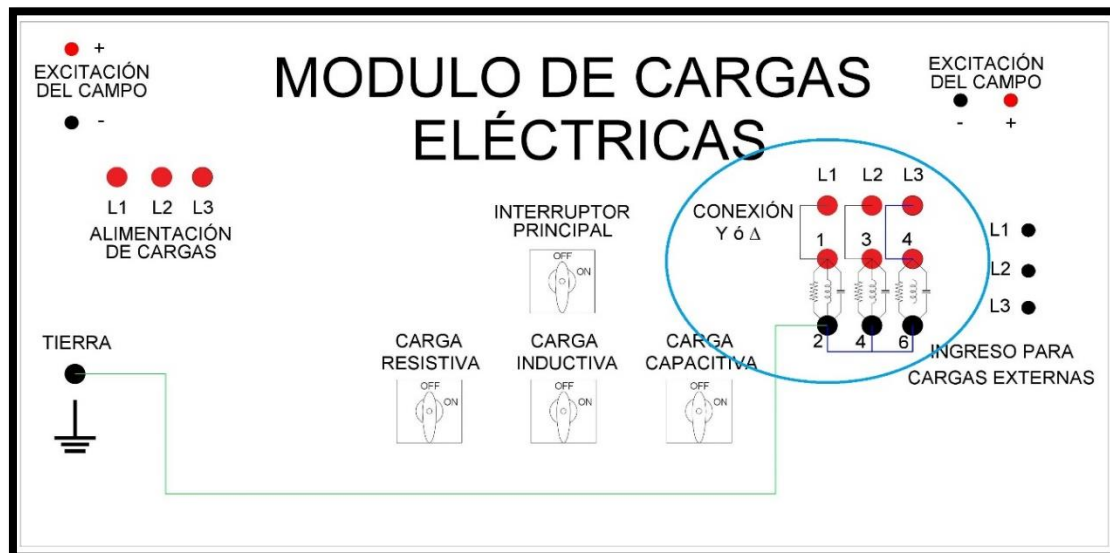 +
EXCITACIÓN
DEL CAMPO
-
MODULO DE CARGAS
ELÉCTRICAS
EXCITACIÓN
DEL CAMPO
- +
L1 L2 L3
ALIMENTACIÓN
DE CARGAS
INTERRUPTOR
PRINCIPAL
OFF
ON
CONEXIÓN
Y ó Δ
L1 L2 L3
1 3 4
2 4 6
L1
L2
L3
INGRESO PARA
CARGAS EXTERNAS
TIERRA
CARGA
RESISTIVA
OFF
ON
CARGA
INDUCTIVA
OFF
ON
CARGA
CAPACITIVA
OFF
ON